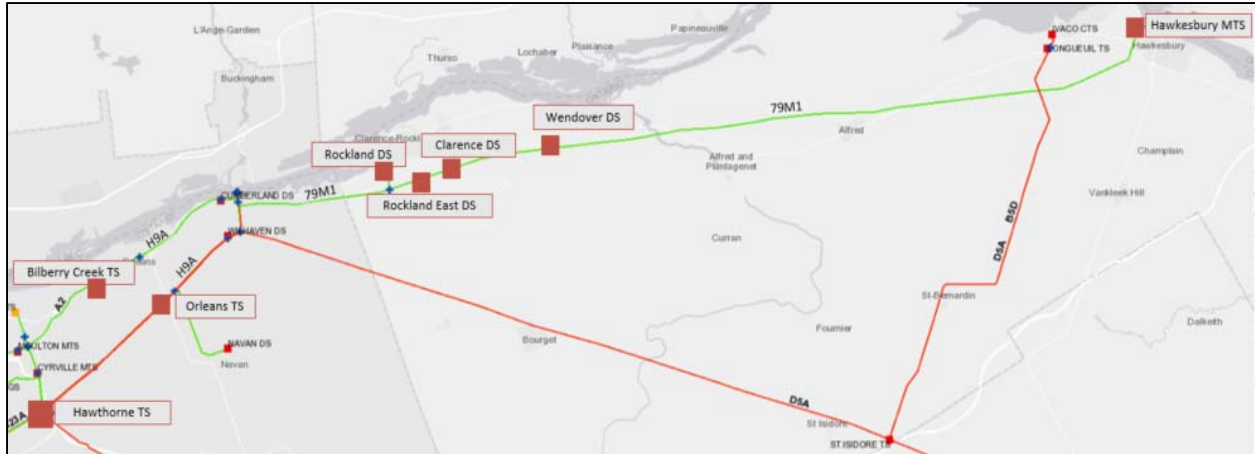 L'Ange-Gardien
Buckingham
Thurso
Lochaber
Plaisance
Papineauville
IVACO CTS
LONGUEUIL TS
Hawkesbury MTS
Hawkesbury
79M1
Wendover DS
Clarence DS
Clarence-Rockl
Rockland DS
Rockland East DS
79M1
Alfred
Alfred and
Plantagenet
Champlain
Vankleek Hill
CUMBERLAND DS
H9A
WILHAVEN DS
H9A
Curran
D5A
B5D
Bilberry Creek TS
A2
Orleans TS
St-Bernardin
Fournier
Dalkeith
MOULTON MTS
NAVAN DS
Navan
Bourget
CYRVILLE MTS
Hawthorne TS
D5A
St Isidore
ST.ISIDORE TS